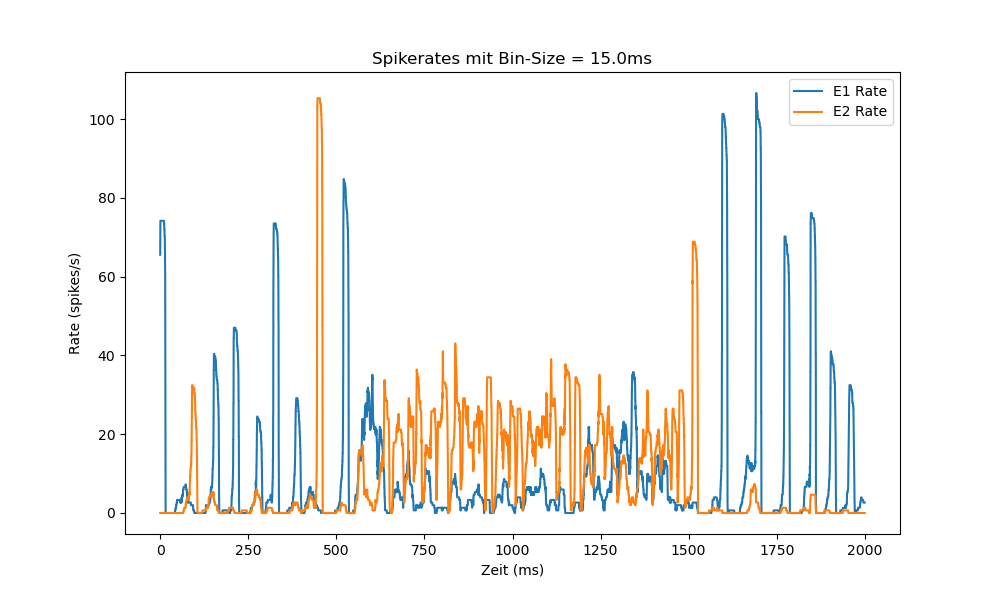 Spikerates mit Bin-Size = 15.0ms
E1 Rate
E2 Rate
Rate (spikes/s)
100
80
60
40
20
0
0 250 500 750 1000 1250 1500 1750 2000
Zeit (ms)